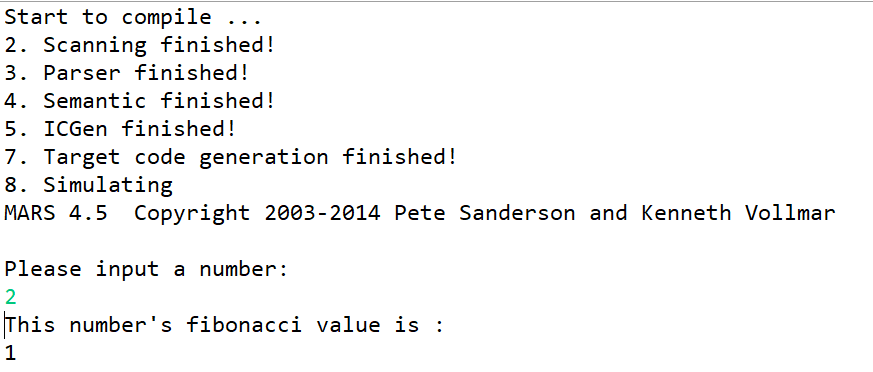 Start to compile ...
2. Scanning finished!
3. Parser finished!
4. Semantic finished!
5. ICGen finished!
7. Target code generation finished!
8. Simulating
MARS 4.5  Copyright 2003-2014 Pete Sanderson and Kenneth Vollmar
Please input a number:
2
This number's fibonacci value is :
1